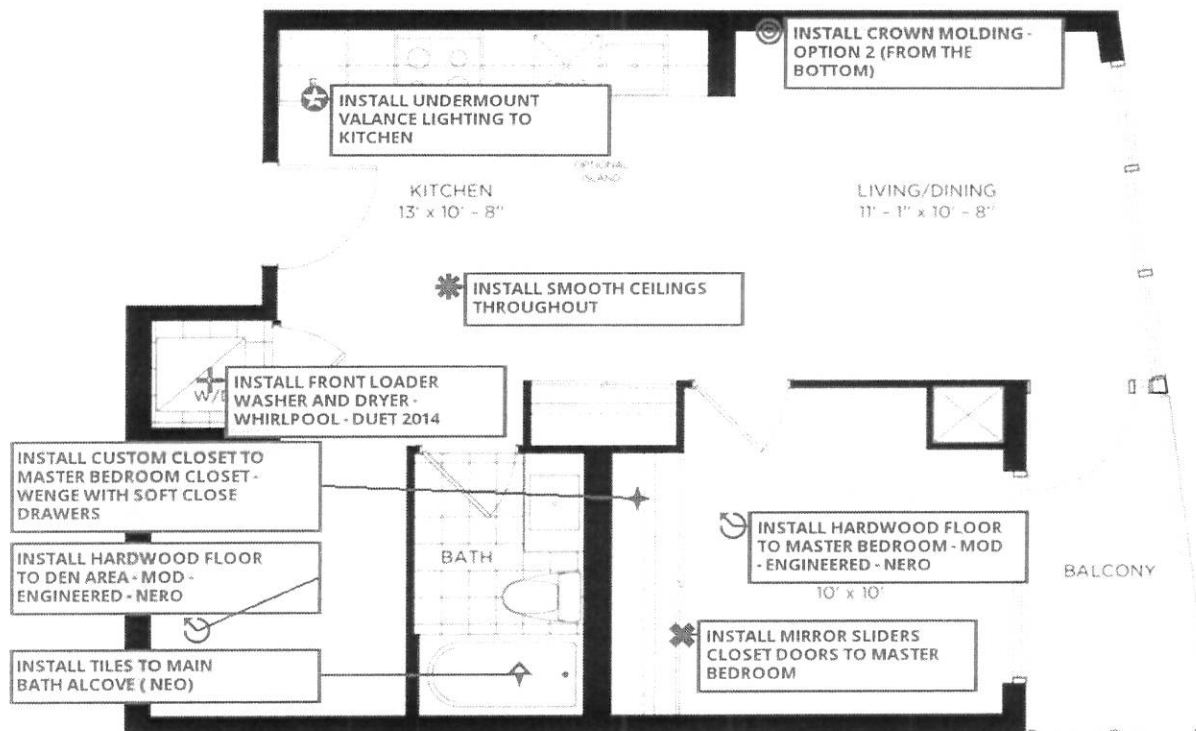 INSTALL CROWN MOLDING -
OPTION 2 (FROM THE
BOTTOM)
INSTALL UNDERMOUNT
VALANCE LIGHTING TO
KITCHEN
OPTIONAL
ISLAND
KITCHEN
13' x 10' - 8"
LIVING/DINING
11' - 1" x 10' - 8"
INSTALL SMOOTH CEILINGS
THROUGHOUT
INSTALL FRONT LOADER
WASHER AND DRYER -
WHIRLPOOL - DUET 2014
INSTALL CUSTOM CLOSET TO
MASTER BEDROOM CLOSET -
WENGE WITH SOFT CLOSE
DRAWERS
INSTALL HARDWOOD FLOOR
TO DEN AREA - MOD -
ENGINEERED - NERO
BATH
INSTALL HARDWOOD FLOOR
TO MASTER BEDROOM - MOD
- ENGINEERED - NERO
10' x 10'
BALCONY
INSTALL TILES TO MAIN
BATH ALCOVE ( NEO)
INSTALL MIRROR SLIDERS
CLOSET DOORS TO MASTER
BEDROOM